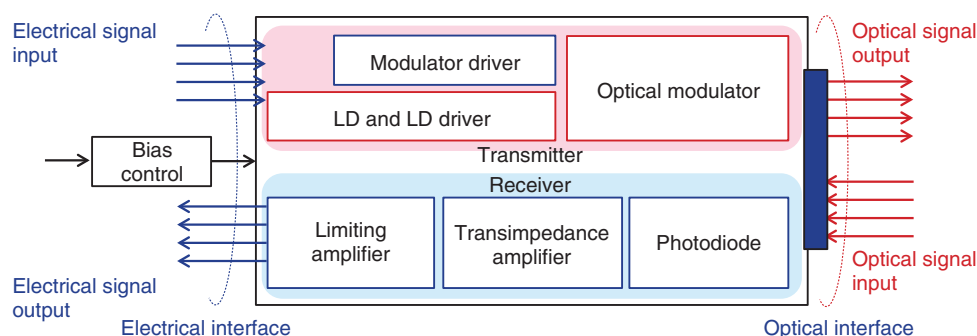 Electrical signal
input
Optical signal
output
Modulator driver
Optical modulator
LD and LD driver
Transmitter
Bias
control
Receiver
Limiting
amplifier
Transimpedance
amplifier
Photodiode
Electrical signal
output
Optical signal
input
Electrical interface
Optical interface